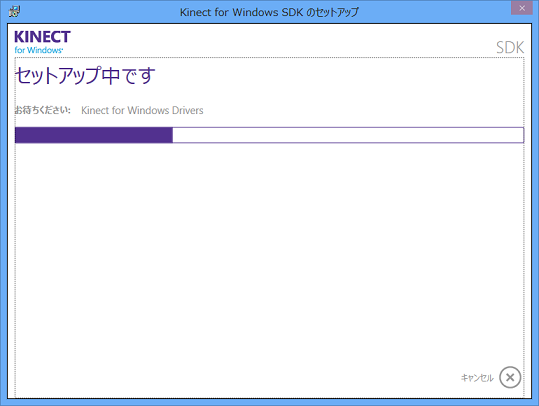 Kinect for Windows SDK のセットアップ
KINECT
for Windows
SDK
セットアップ中です
お待ちください: Kinect for Windows Drivers
キャンセル